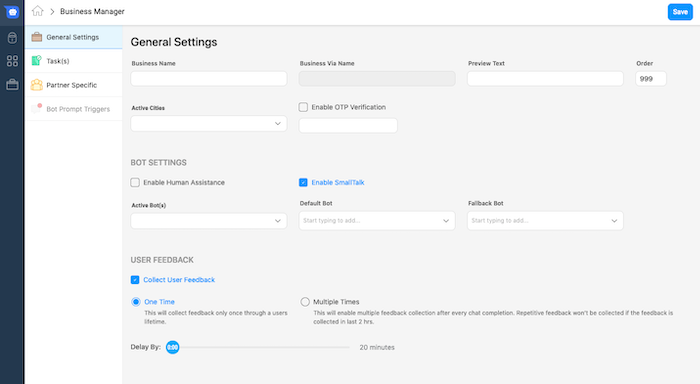 Business Manager
Save
General Settings
Task(s)
Partner Specific
Bot Prompt Triggers
General Settings
Business Name
Business Via Name
Preview Text
Order
999
Active Cities
Enable OTP Verification
BOT SETTINGS
Enable Human Assistance
Enable SmallTalk
Active Bot(s)
Default Bot
Fallback Bot
Start typing to add...
Start typing to add...
USER FEEDBACK
Collect User Feedback
One Time
Multiple Times
This will collect feedback only once through a users
lifetime.
This will enable multiple feedback collection after every chat completion. Repetitive feedback won't be collected if the feedback is
collected in last 2 hrs.
Delay By:
0:00
20 minutes